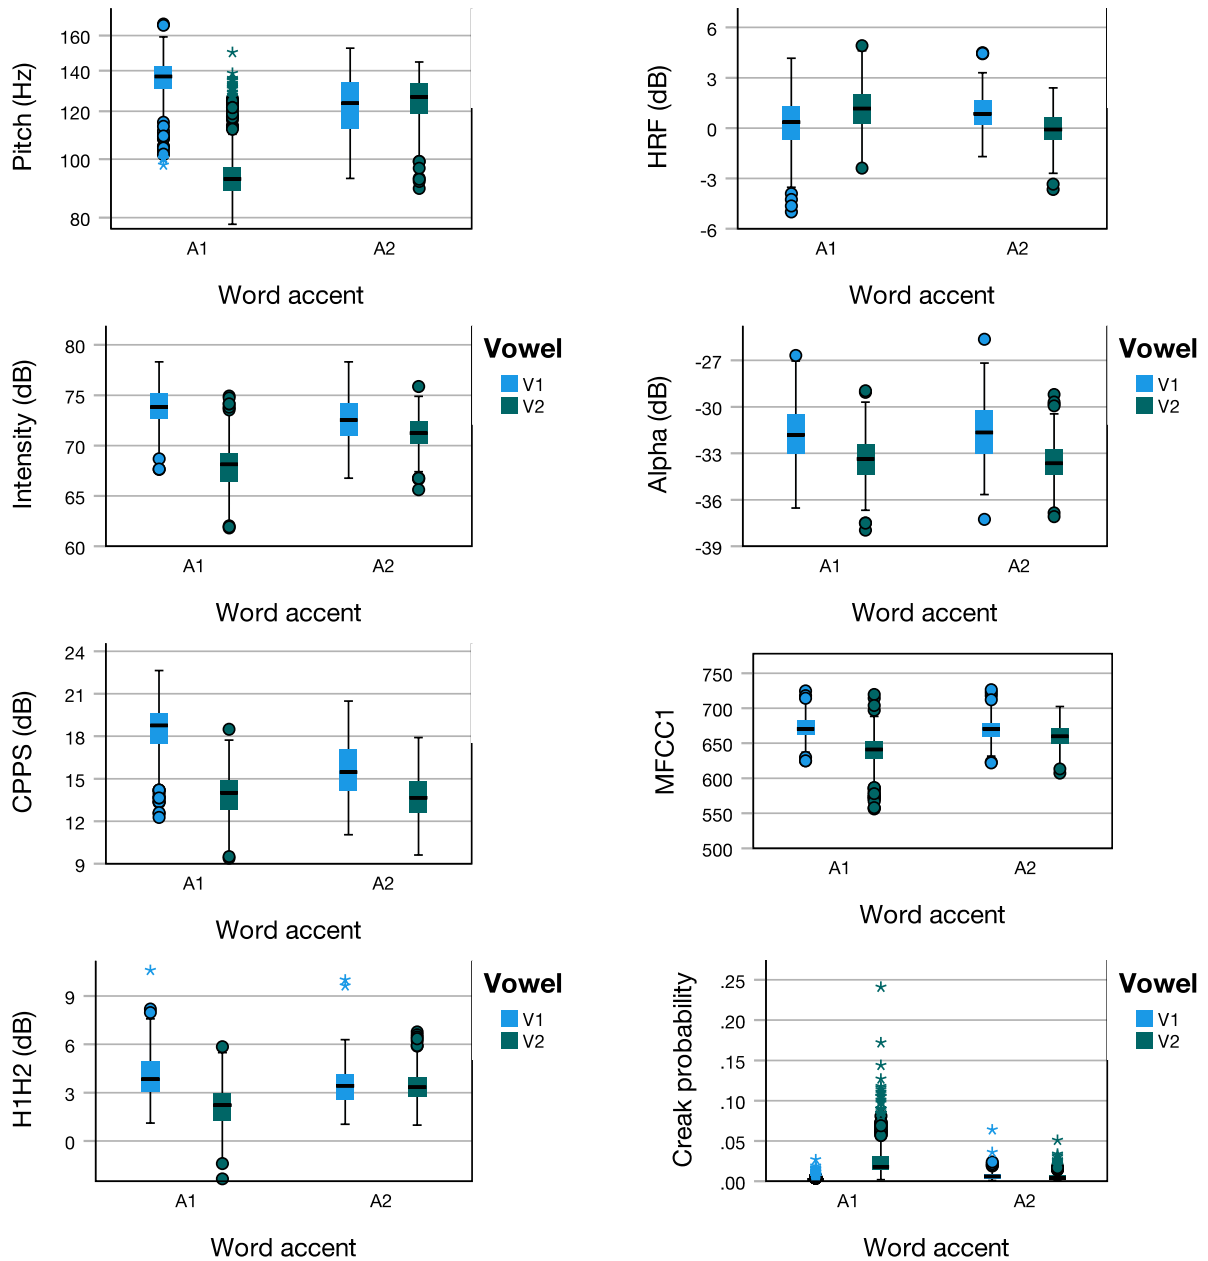 Pitch (Hz)
160
140
120
100
80
A1
A2
Word accent
HRF (dB)
6
3
0
-3
-6
A1
A2
Word accent
Intensity (dB)
80
75
70
65
60
A1
A2
Word accent
Vowel
V1
V2
Alpha (dB)
-27
-30
-33
-36
-39
A1
A2
Word accent
Vowel
V1
V2
CPPS (dB)
24
21
18
15
12
9
A1
A2
Word accent
MFCC1
750
700
650
600
550
500
A1
A2
Word accent
H1H2 (dB)
9
6
3
0
A1
A2
Word accent
Vowel
V1
V2
Creak probability
.25
.20
.15
.10
.05
.00
A1
A2
Word accent
Vowel
V1
V2